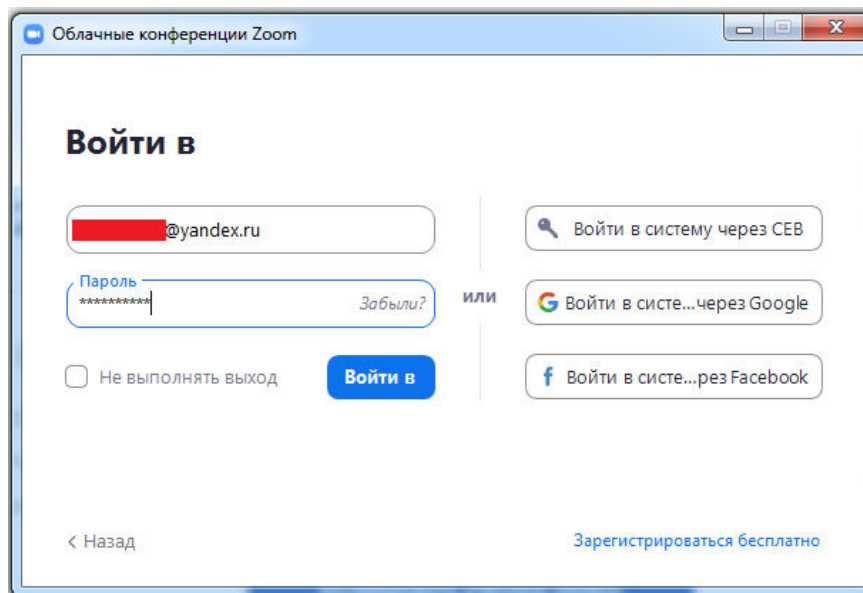 Облачные конференции Zoom
Войти в
@yandex.ru
Пароль
**********
Забыли?
Не выполнять выход
Войти в
или
Войти в систему через СЕВ
Войти в систе...через Google
Войти в систе...рез Facebook
< Назад
Зарегистрироваться бесплатно